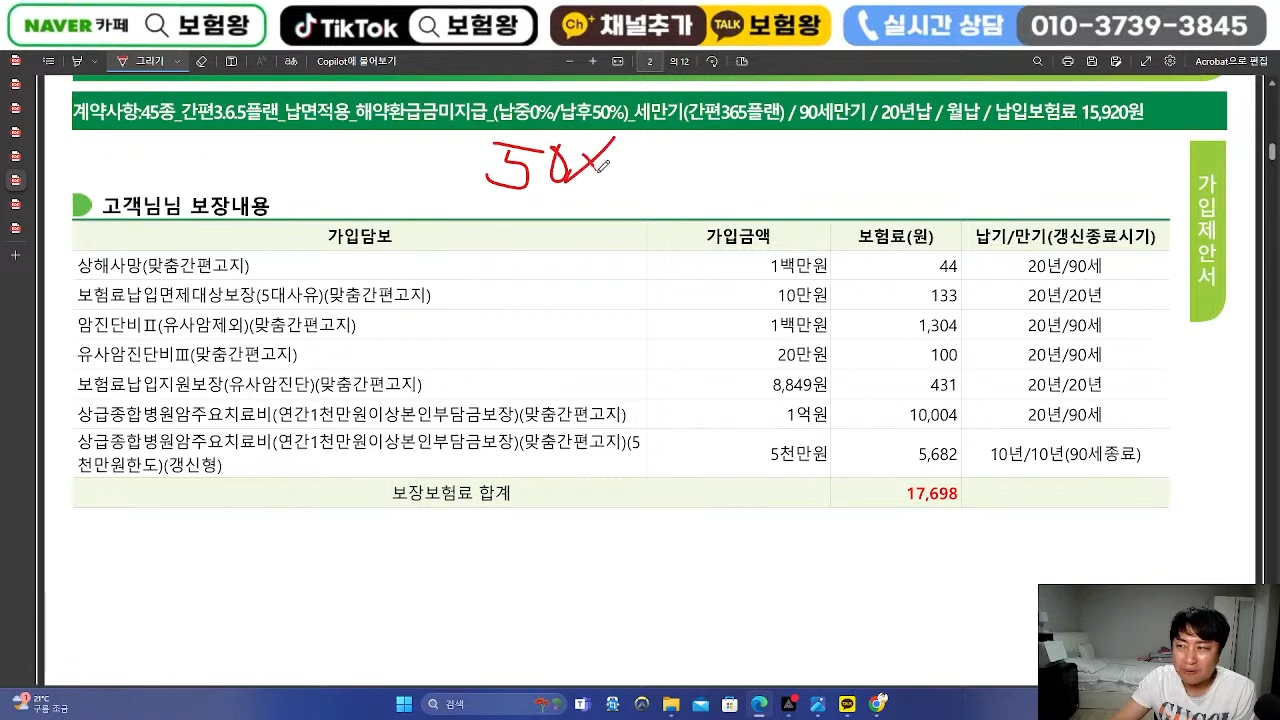 NAVER 카페 보험왕 TikTok 보험왕 Ch+ 채널추가 TALK 보험왕 실시간 상담 010-3739-3845
그리기 Copilot에 물어보기 2 의 12 Acrobat으로 편집
계약사항:45종_간편3.6.5플랜_납면적용_해약환급금미지급_(납중0%/납후50%)_세만기(간편365플랜) / 90세만기 / 20년납 / 월납 / 납입보험료 15,920원
고객님님 보장내용
가입제안서
가입담보 가입금액 보험료(원) 납기/만기(갱신종료시기)
상해사망(맞춤간편고지) 1백만원 44 20년/90세
보험료납입면제대상보장(5대사유)(맞춤간편고지) 10만원 133 20년/20년
암진단비Ⅱ(유사암제외)(맞춤간편고지) 1백만원 1,304 20년/90세
유사암진단비Ⅲ(맞춤간편고지) 20만원 100 20년/90세
보험료납입지원보장(유사암진단)(맞춤간편고지) 8,849원 431 20년/20년
상급종합병원암주요치료비(연간1천만원이상본인부담금보장)(맞춤간편고지) 1억원 10,004 20년/90세
상급종합병원암주요치료비(연간1천만원이상본인부담금보장)(맞춤간편고지)(5
천만원한도)(갱신형) 5천만원 5,682 10년/10년(90세종료)
보장보험료 합계 17,698
21°C
구름 조금
검색